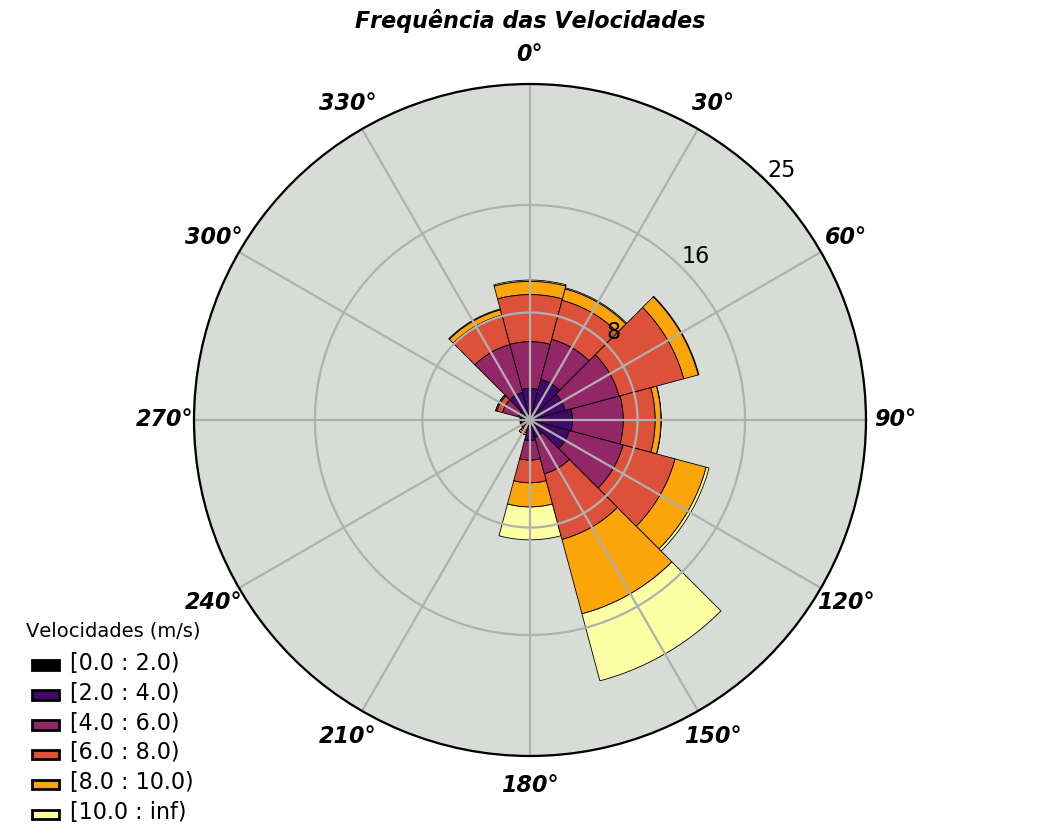 Frequência das Velocidades
0°
330°
30°
25
300°
60°
16
8
270°
90°
240°
120°
210°
150°
180°
Velocidades (m/s)
[0.0 : 2.0)
[2.0 : 4.0)
[4.0 : 6.0)
[6.0 : 8.0)
[8.0 : 10.0)
[10.0 : inf)